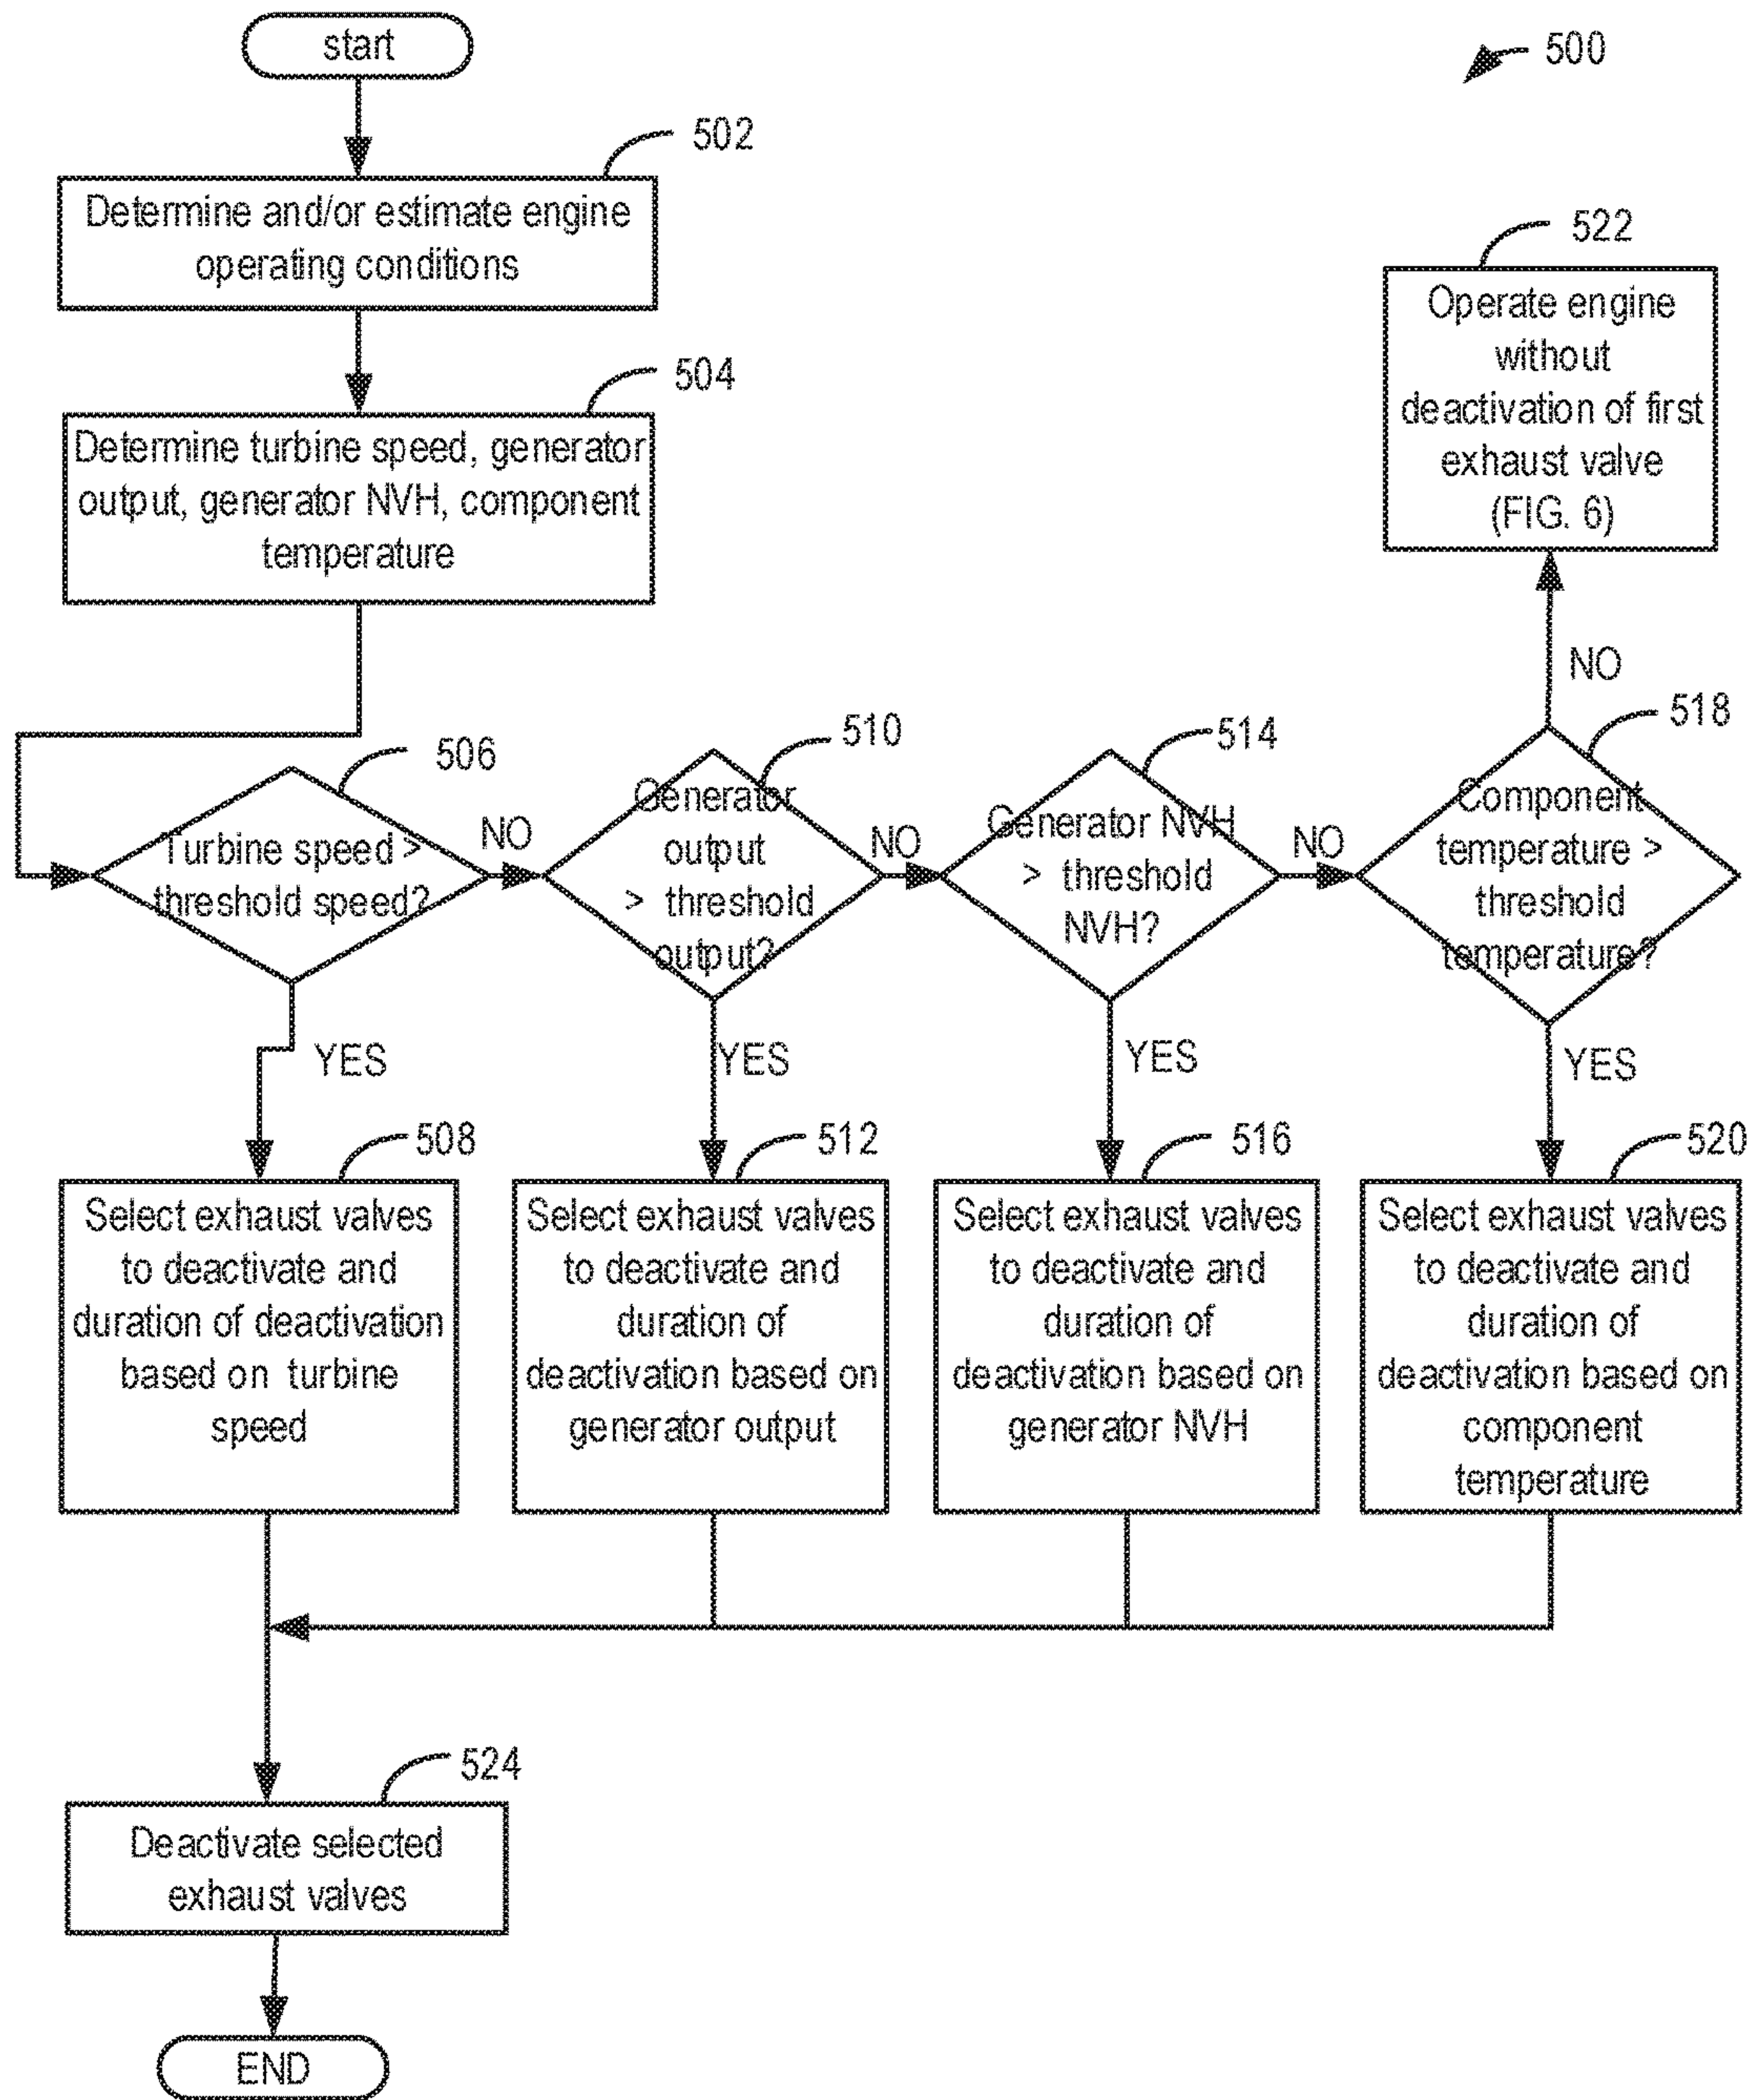 start
500
502
Determine and/or estimate engine
operating conditions
504
Determine turbine speed, generator
output, generator NVH, component
temperature
522
Operate engine
without
deactivation of first
exhaust valve
(FIG. 6)
NO
506
Turbine speed >
threshold speed?
NO
510
Generator
output
> threshold
output?
NO
514
Generator NVH
> threshold
NVH?
NO
518
Component
temperature >
threshold
temperature?
YES
YES
YES
YES
508
Select exhaust valves
to deactivate and
duration of deactivation
based on turbine
speed
512
Select exhaust valves
to deactivate and
duration of
deactivation based on
generator output
516
Select exhaust valves
to deactivate and
duration of
deactivation based on
generator NVH
520
Select exhaust valves
to deactivate and
duration of
deactivation based on
component
temperature
524
Deactivate selected
exhaust valves
END